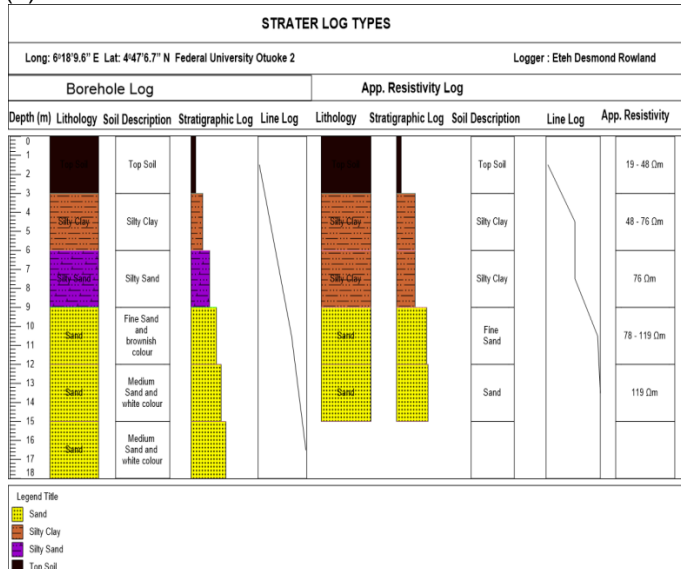 STRATER LOG TYPES
Long: 6º18'9.6" E Lat: 4º47'6.7" N Federal University Otuoke 2
Logger : Eteh Desmond Rowland
Borehole Log
App. Resistivity Log
Depth (m) Lithology Soil Description Stratigraphic Log Line Log Lithology Stratigraphic Log Soil Description Line Log App. Resistivity
0
1
2
3
4
5
6
7
8
9
10
11
12
13
14
15
16
17
18
Top Soil
Silty Clay
Silty Sand
Sand
Sand
Sand
Top Soil
Silty Clay
Silty Sand
Fine Sand
and
brownish
colour
Medium
Sand and
white colour
Medium
Sand and
white colour
Top Soil
Silty Clay
Silty Clay
Sand
Sand
Top Soil
Silty Clay
Silty Clay
Fine
Sand
Sand
19 - 48 Ωm
48 - 76 Ωm
76 Ωm
78 - 119 Ωm
119 Ωm
Legend Title
Sand
Silty Clay
Silty Sand
Top Soil